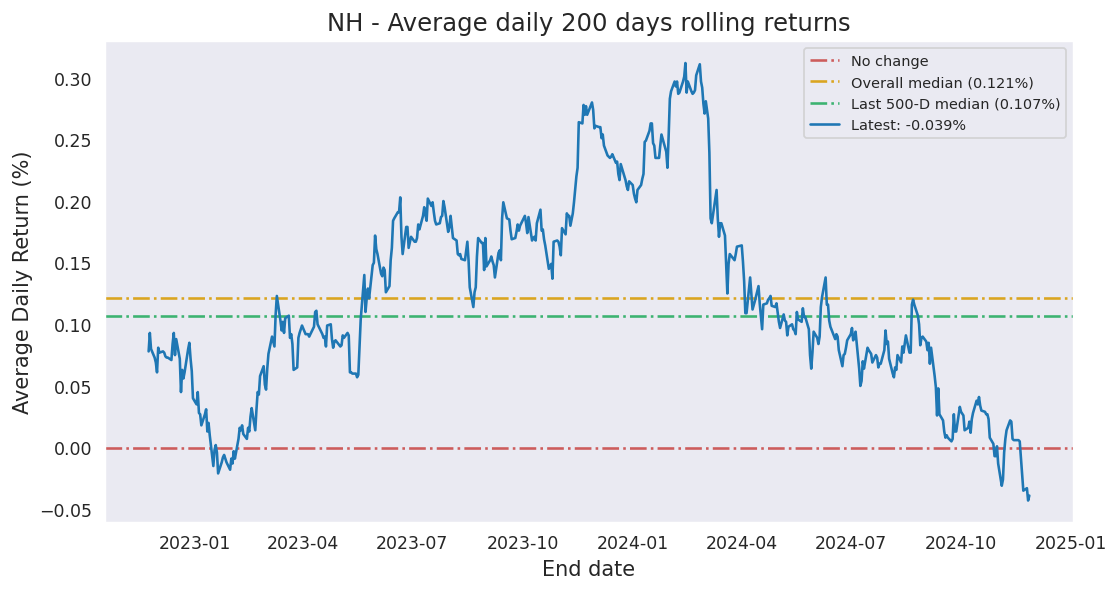 NH - Average daily 200 days rolling returns
No change
Overall median (0.121%)
Last 500-D median (0.107%)
Latest: -0.039%
Average Daily Return (%)
0.30
0.25
0.20
0.15
0.10
0.05
0.00
−0.05
2023-01 2023-04 2023-07 2023-10 2024-01 2024-04 2024-07 2024-10 2025-01
End date